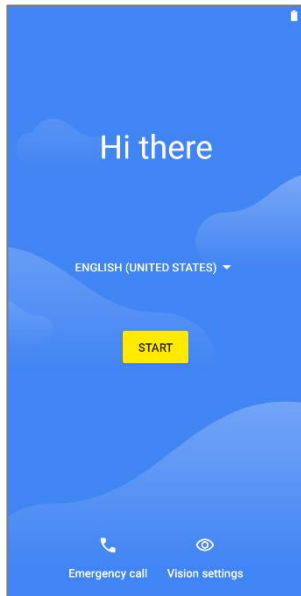 Hi there
ENGLISH (UNITED STATES)
START
Emergency call
Vision settings